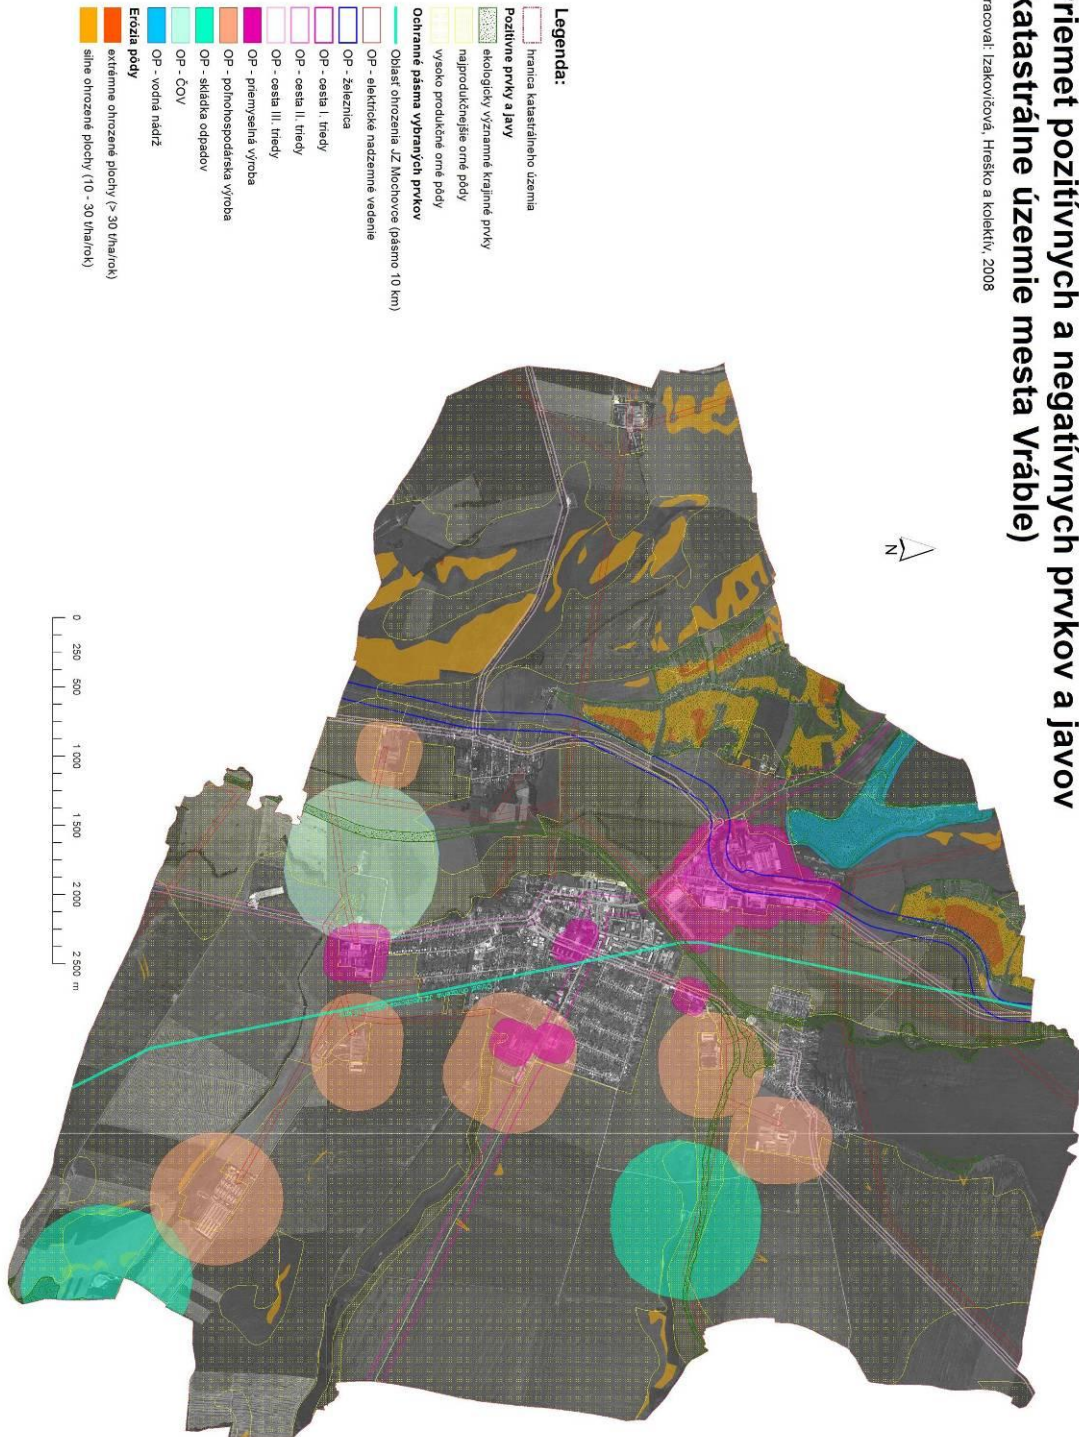 riemet pozitívnych a negatívnych prvkov a javov
katastrálne územie mesta Vráble)
racoval: Izakovičová, Hreško a kolektív, 2008
Legenda:
hranica katastrálneho územia
Pozitívne prvky a javy
ekologicky významné krajinné prvky
najprodukčnejšie orné pôdy
vysoko produkčné orné pôdy
Ochranné pásma vybraných prvkov
Oblasť ohrozenia JZ Mochovce (pásmo 10 km)
OP - elektrické nadzemné vedenie
OP - železnica
OP - cesta I. triedy
OP - cesta II. triedy
OP - cesta III. triedy
OP - priemyselná výroba
OP - poľnohospodárska výroba
OP - skládka odpadov
OP - ČOV
OP - vodná nádrž
Erózia pôdy
extrémne ohrozené plochy (> 30 t/ha/rok)
silne ohrozené plochy (10 - 30 t/ha/rok)
N
0 250 500 1 000 1 500 2 000 2 500 m